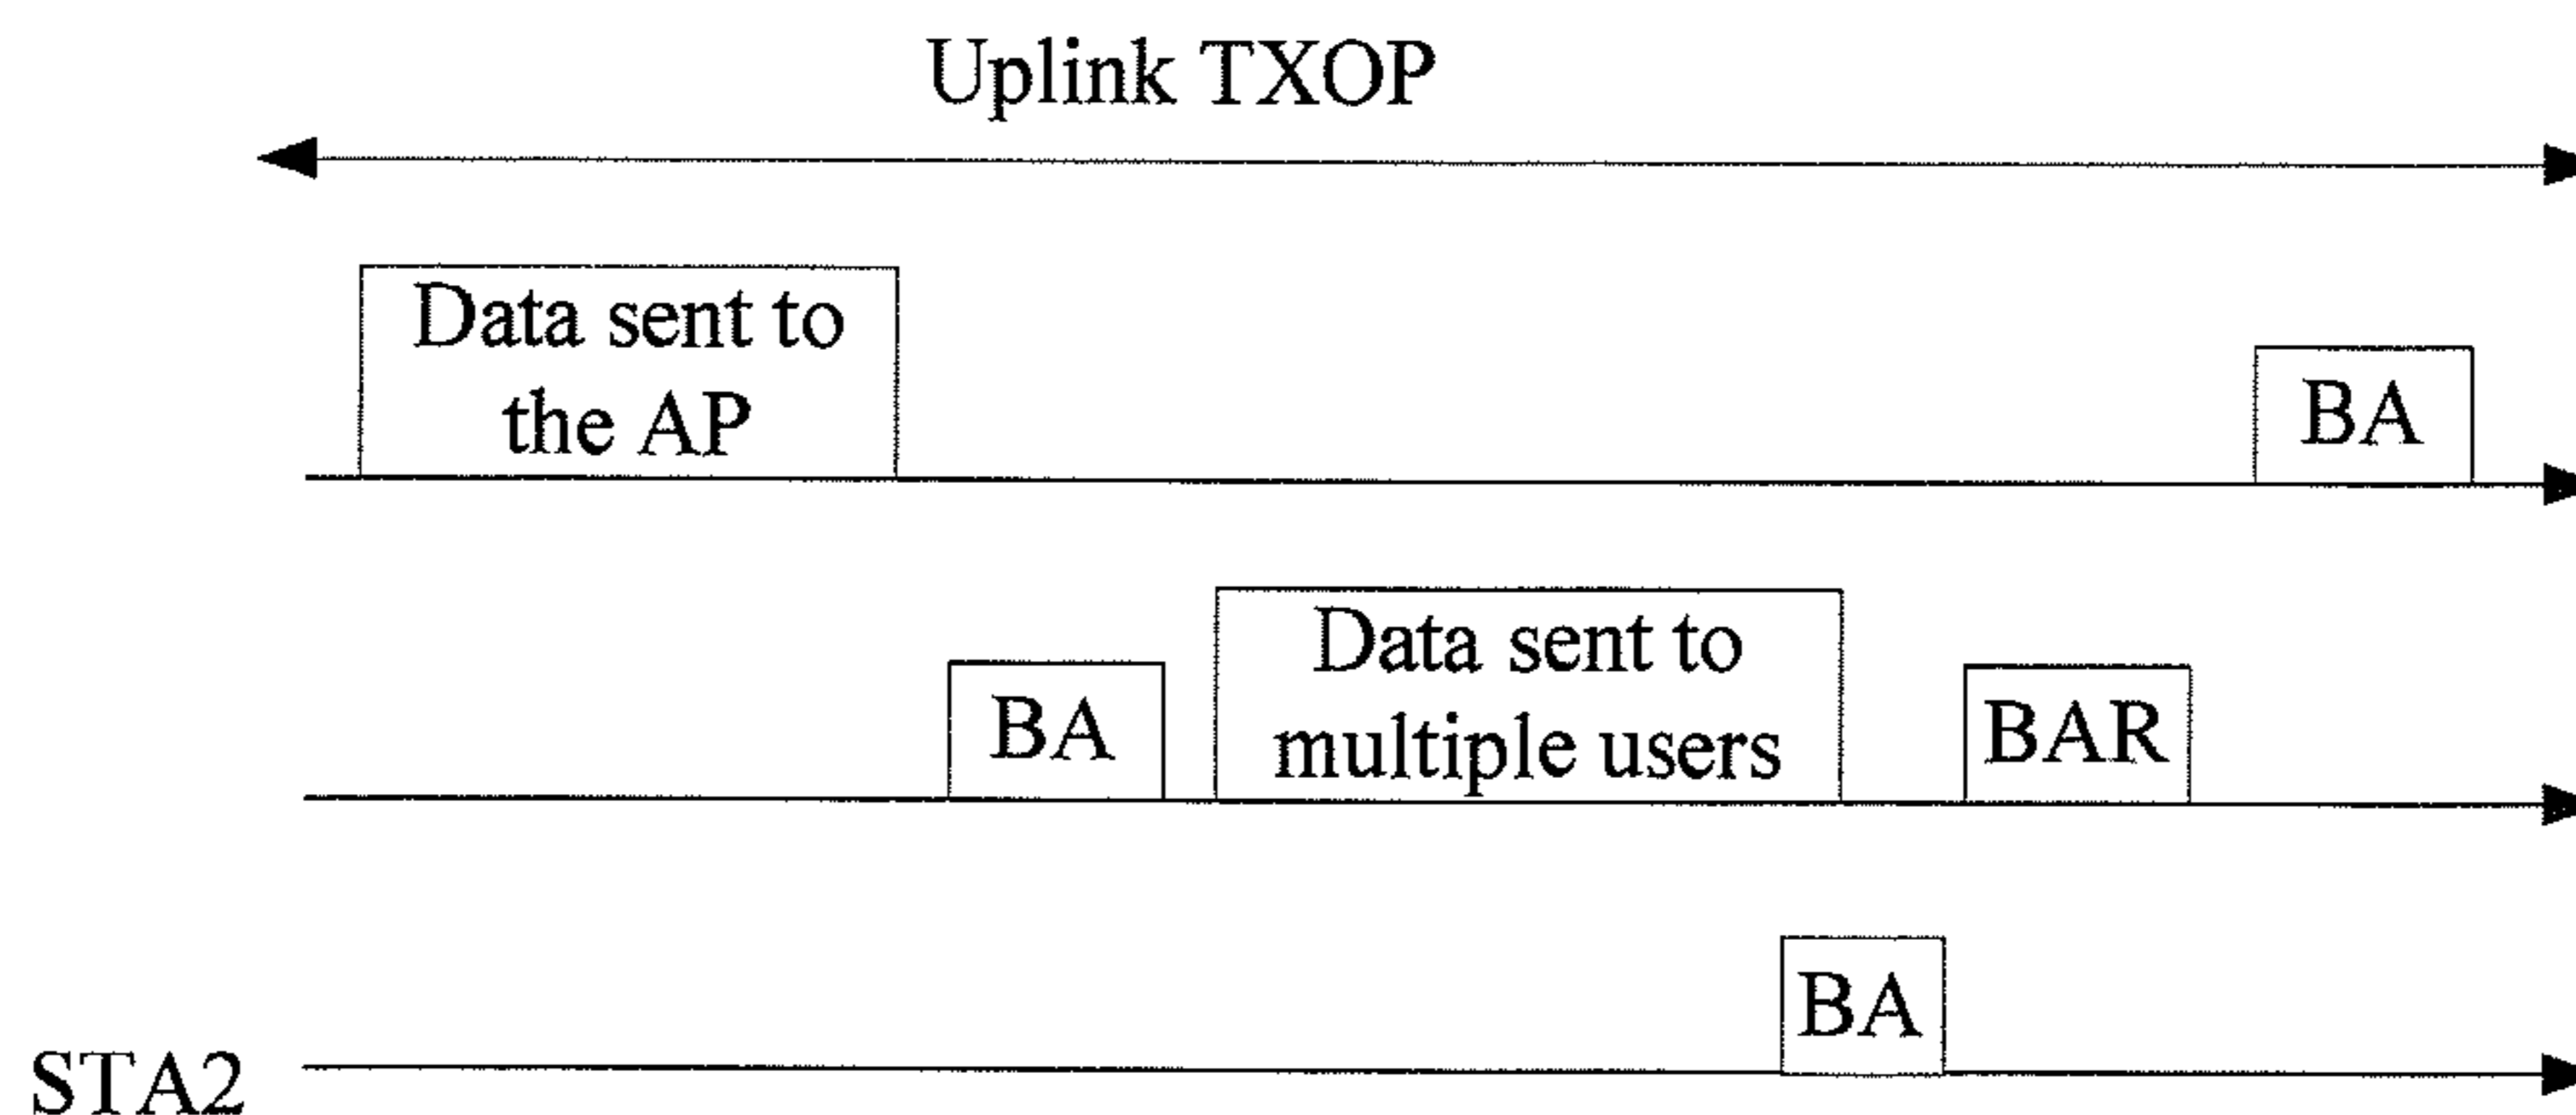 Uplink TXOP
Data sent to
the AP
BA
BA
Data sent to
multiple users
BAR
BA
STA2